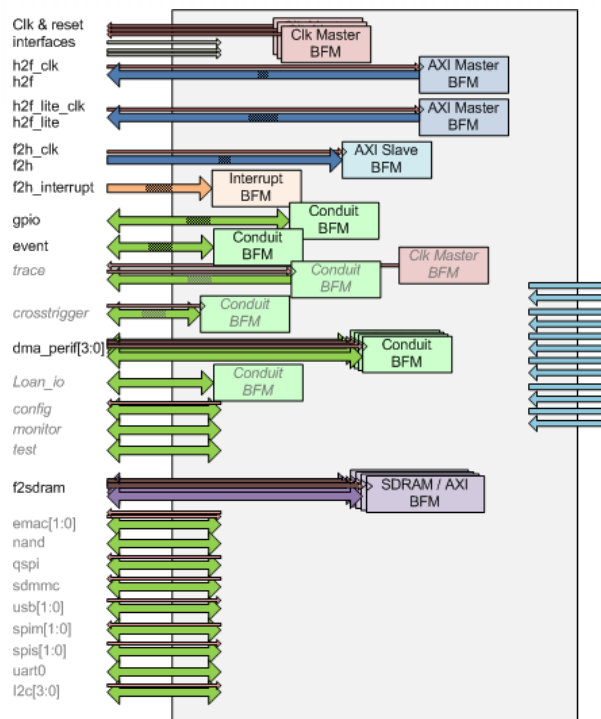 Clk & reset
interfaces
Clk Master
BFM
h2f_clk
h2f
AXI Master
BFM
h2f_lite_clk
h2f_lite
AXI Master
BFM
f2h_clk
f2h
AXI Slave
BFM
f2h_interrupt
Interrupt
BFM
gpio
Conduit
BFM
event
Conduit
BFM
trace
Conduit
BFM
Clk Master
BFM
crosstrigger
Conduit
BFM
dma_perif[3:0]
Conduit
BFM
Loan_io
Conduit
BFM
config
monitor
test
f2sdram
SDRAM / AXI
BFM
emac[1:0]
nand
qspi
sdmmc
usb[1:0]
spim[1:0]
spis[1:0]
uart0
I2c[3:0]